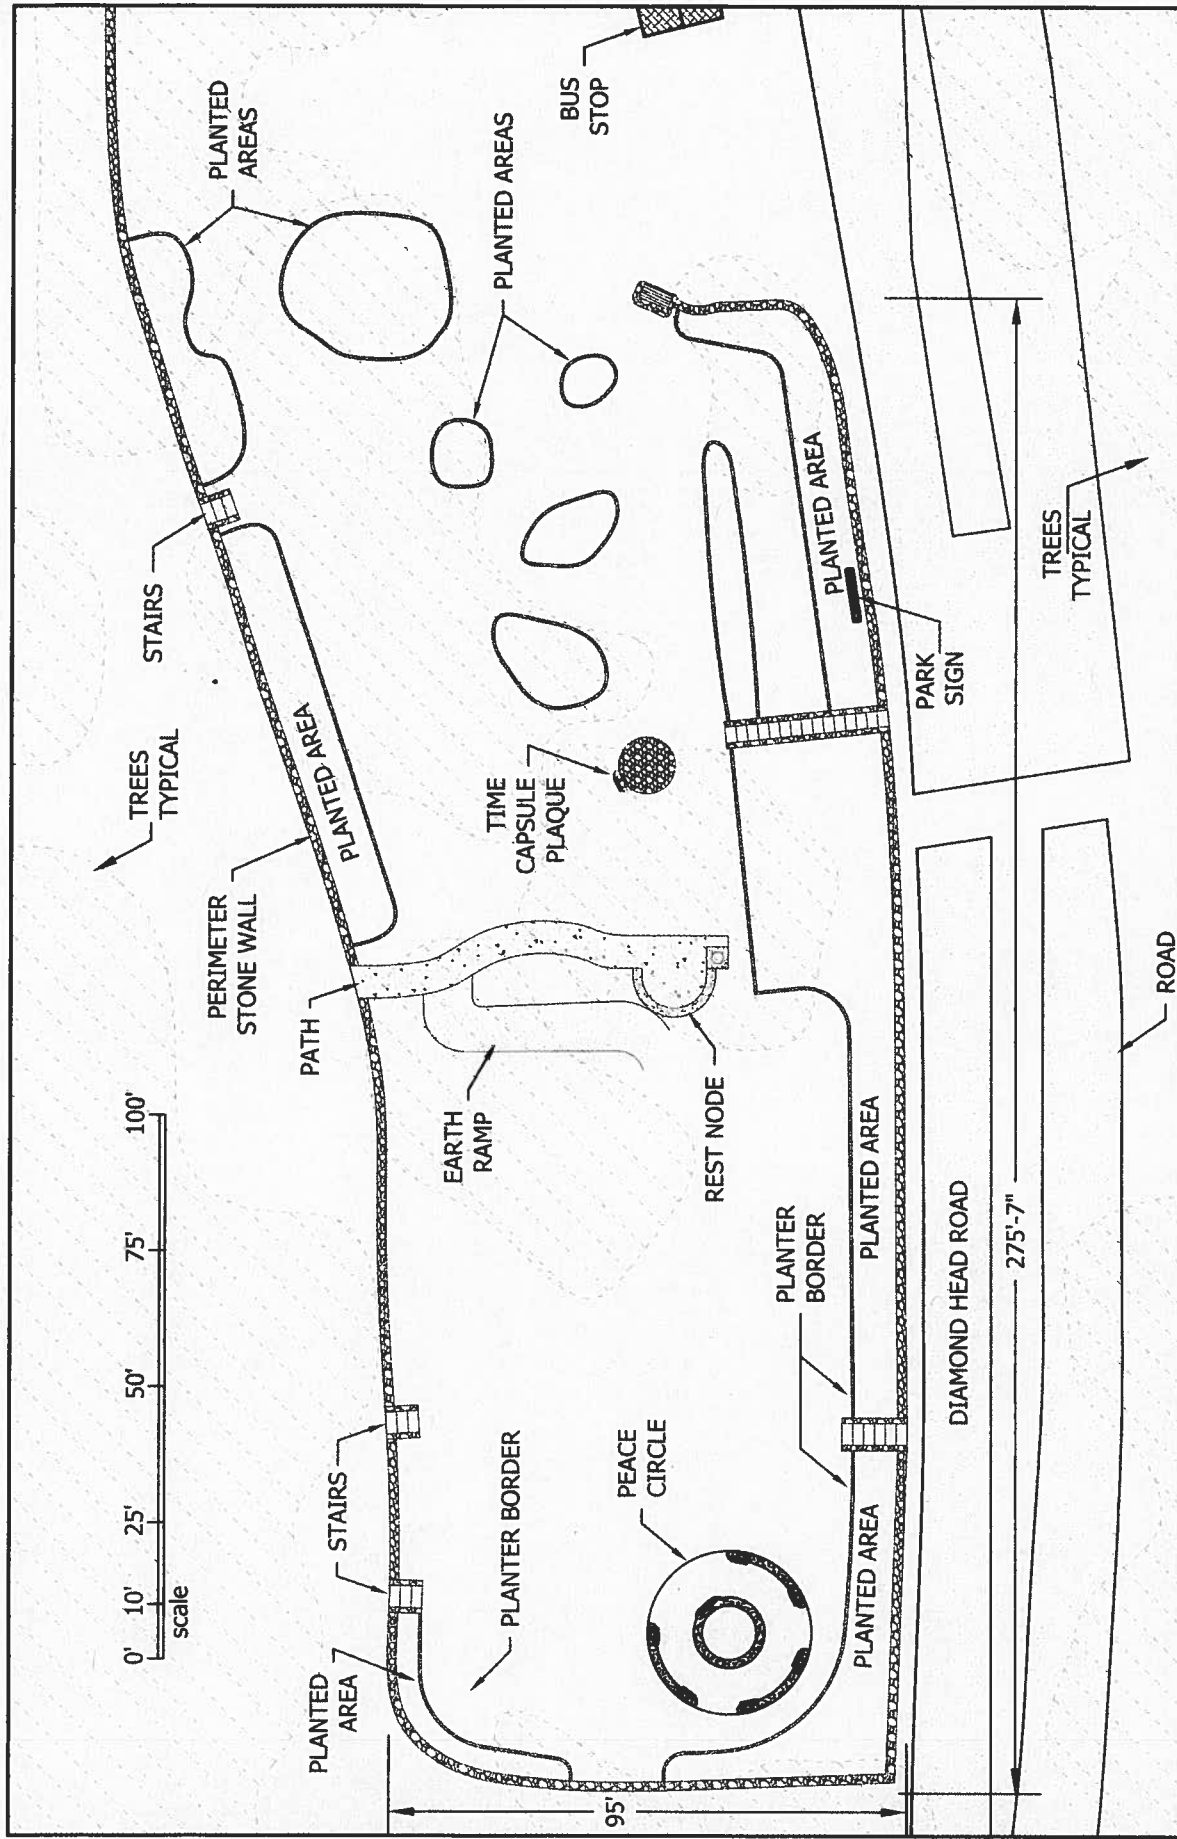 0' 10' 25' 50' 75' 100'
scale
TREES
TYPICAL
STAIRS
PLANTED
AREAS
PERIMETER
STONE WALL
PATH
PLANTED AREA
STAIRS
PLANTED
AREA
PLANTER BORDER
EARTH
RAMP
TIME
CAPSULE
PLAQUE
PLANTED AREAS
BUS
STOP
REST NODE
PEACE
CIRCLE
PLANTER
BORDER
PLANTED AREA
PLANTED AREA
PLANTED AREA
PARK
SIGN
95'
DIAMOND HEAD ROAD
275'-7"
TREES
TYPICAL
ROAD